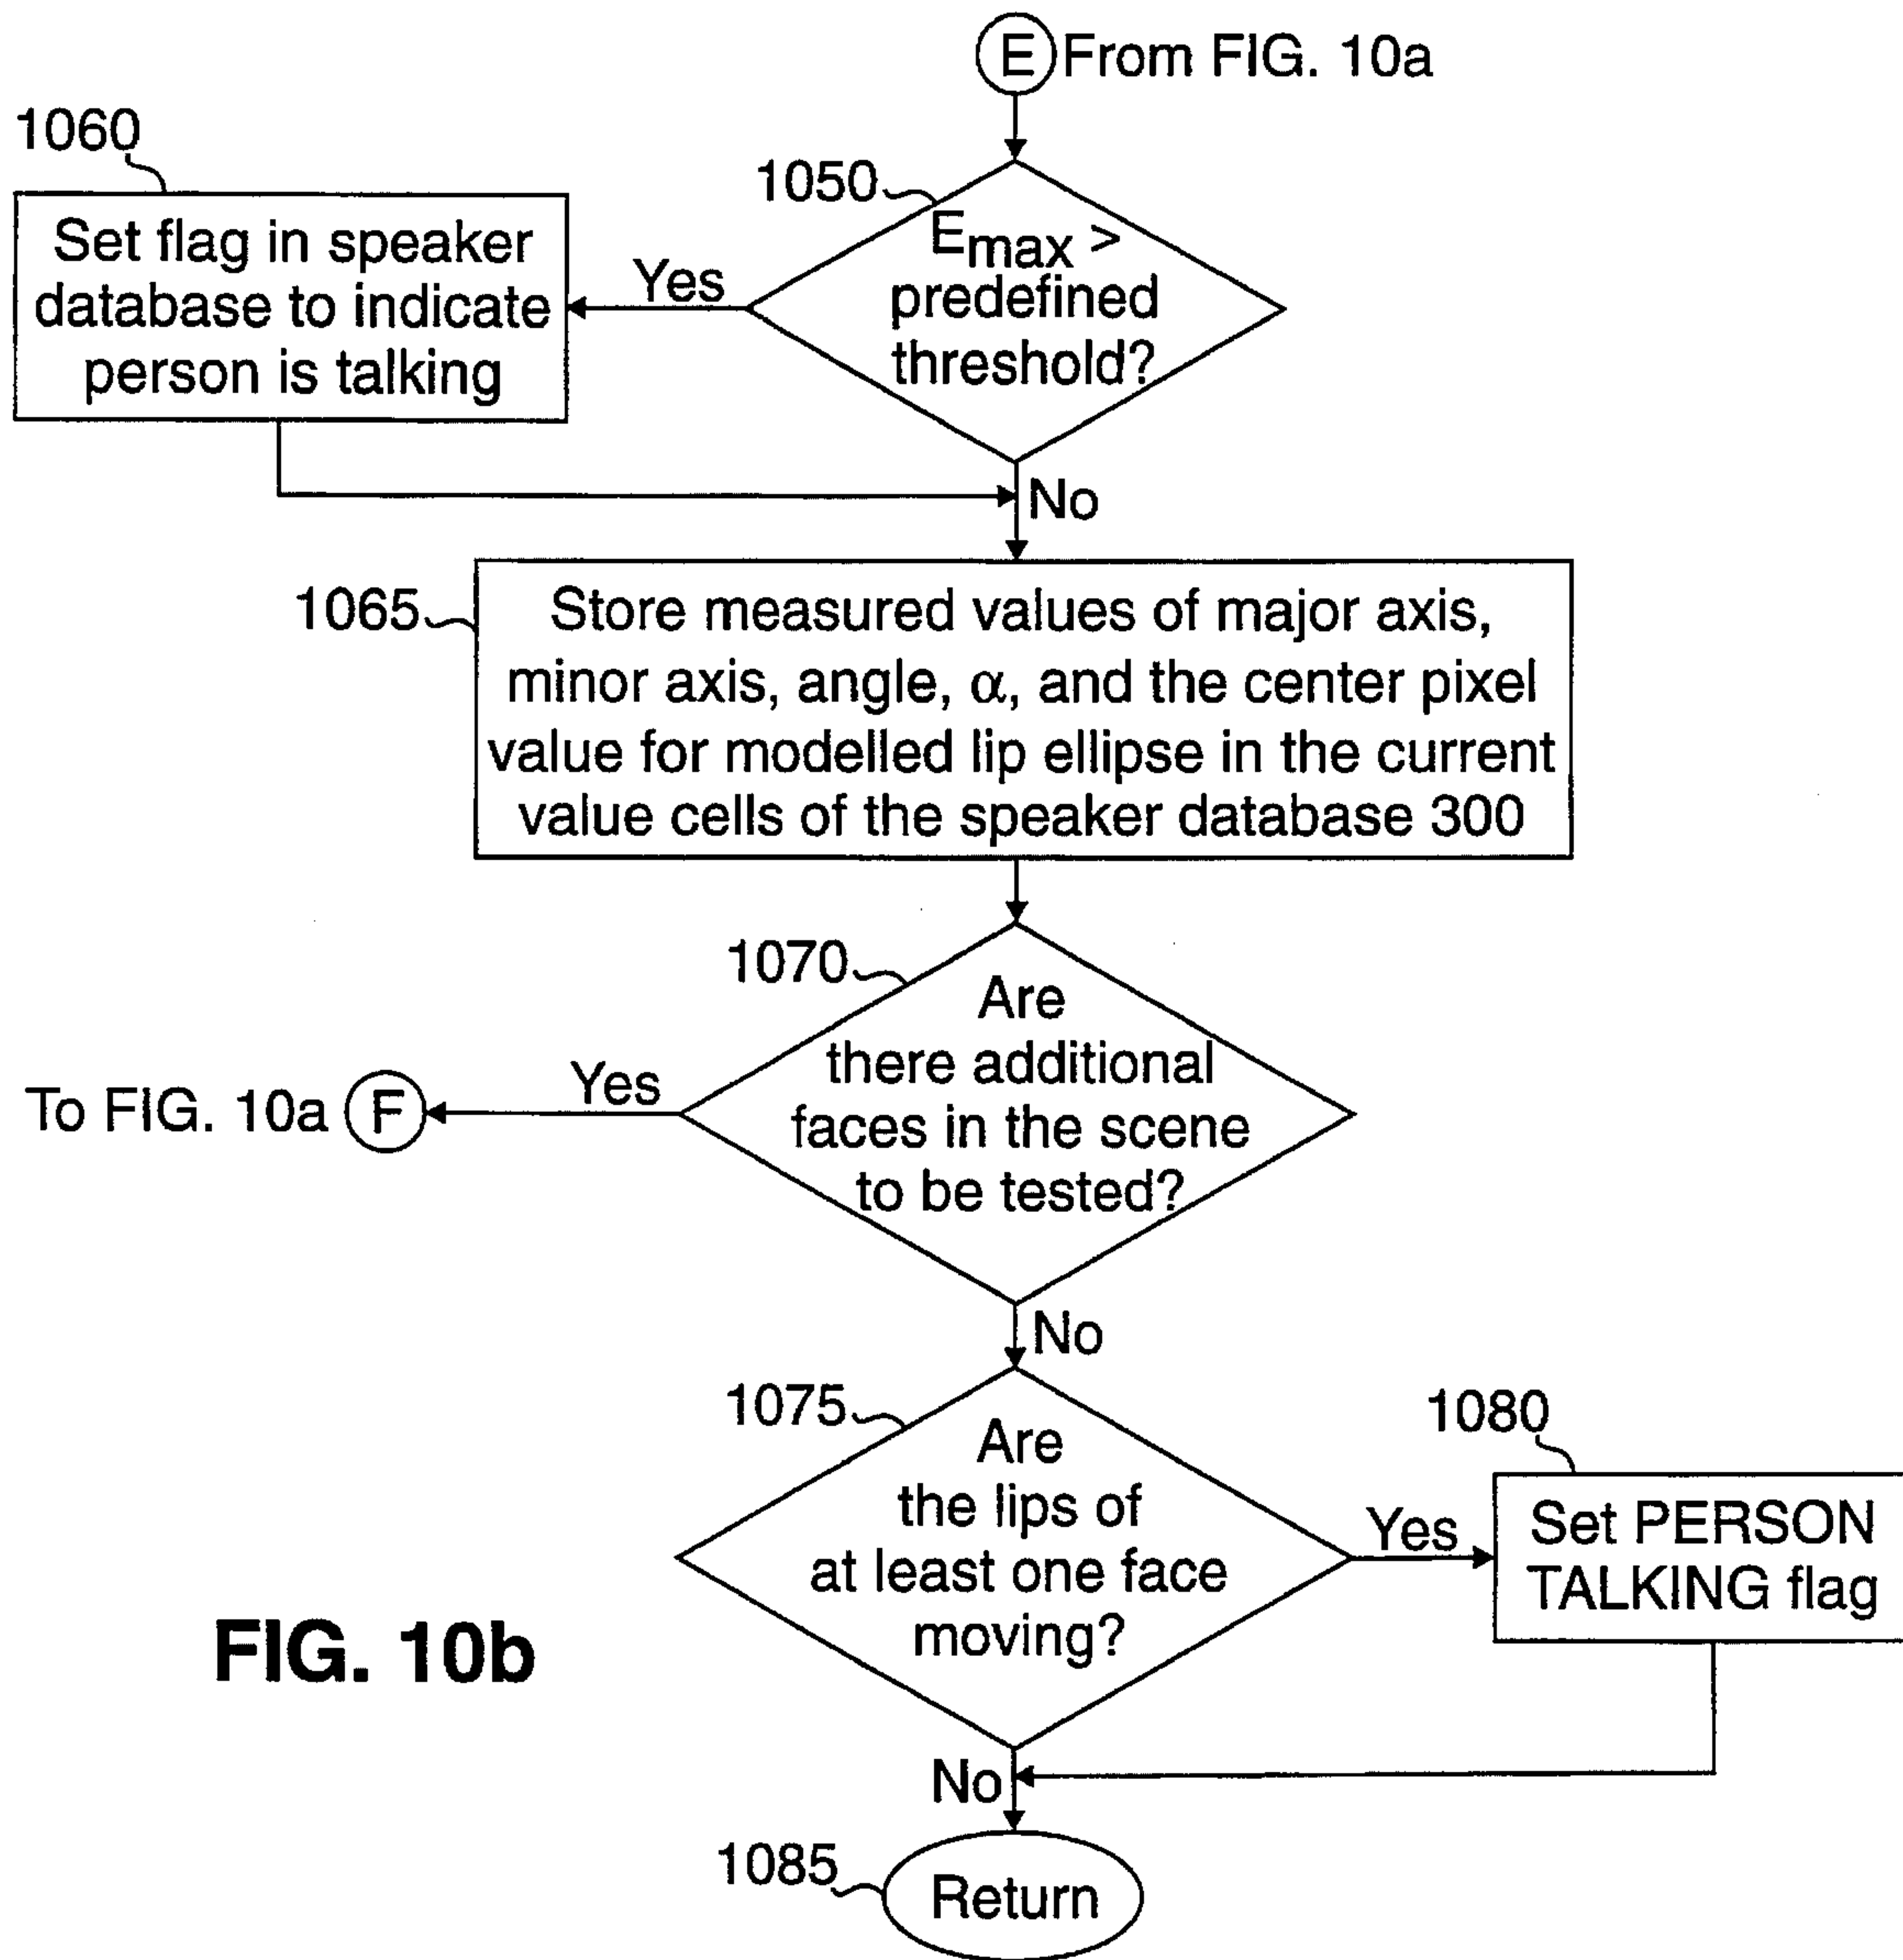 E From FIG. 10a
1060
1050
Emax >
predefined
threshold?
Yes
Set flag in speaker
database to indicate
person is talking
No
1065
Store measured values of major axis,
minor axis, angle, α, and the center pixel
value for modelled lip ellipse in the current
value cells of the speaker database 300
1070
Are
there additional
faces in the scene
to be tested?
Yes
To FIG. 10a F
No
1075
Are
the lips of
at least one face
moving?
Yes
1080
Set PERSON
TALKING flag
FIG. 10b
No
1085
Return